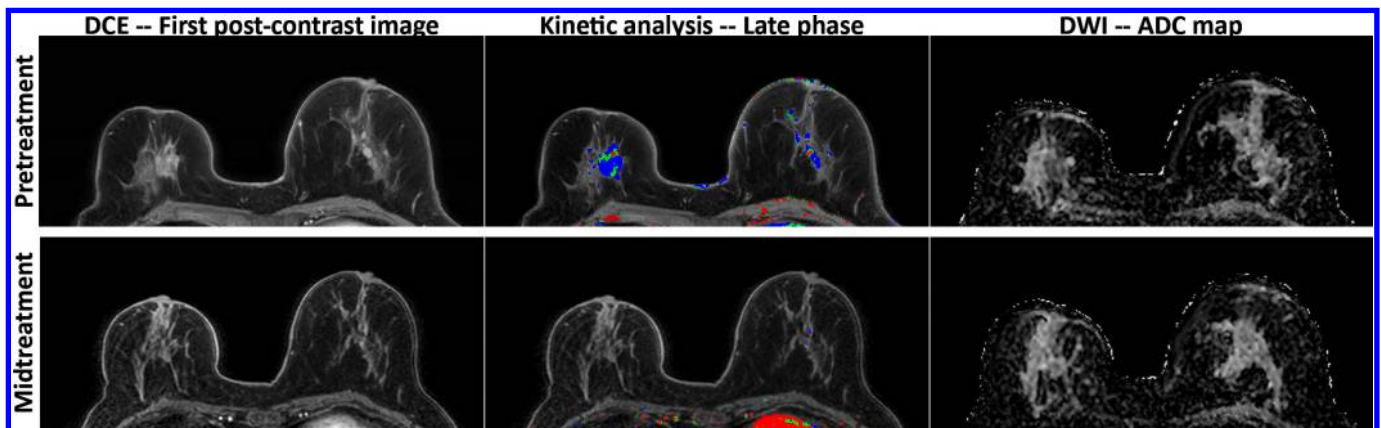 DCE -- First post-contrast image
Kinetic analysis -- Late phase
DWI -- ADC map
Pretreatment
Midtreatment